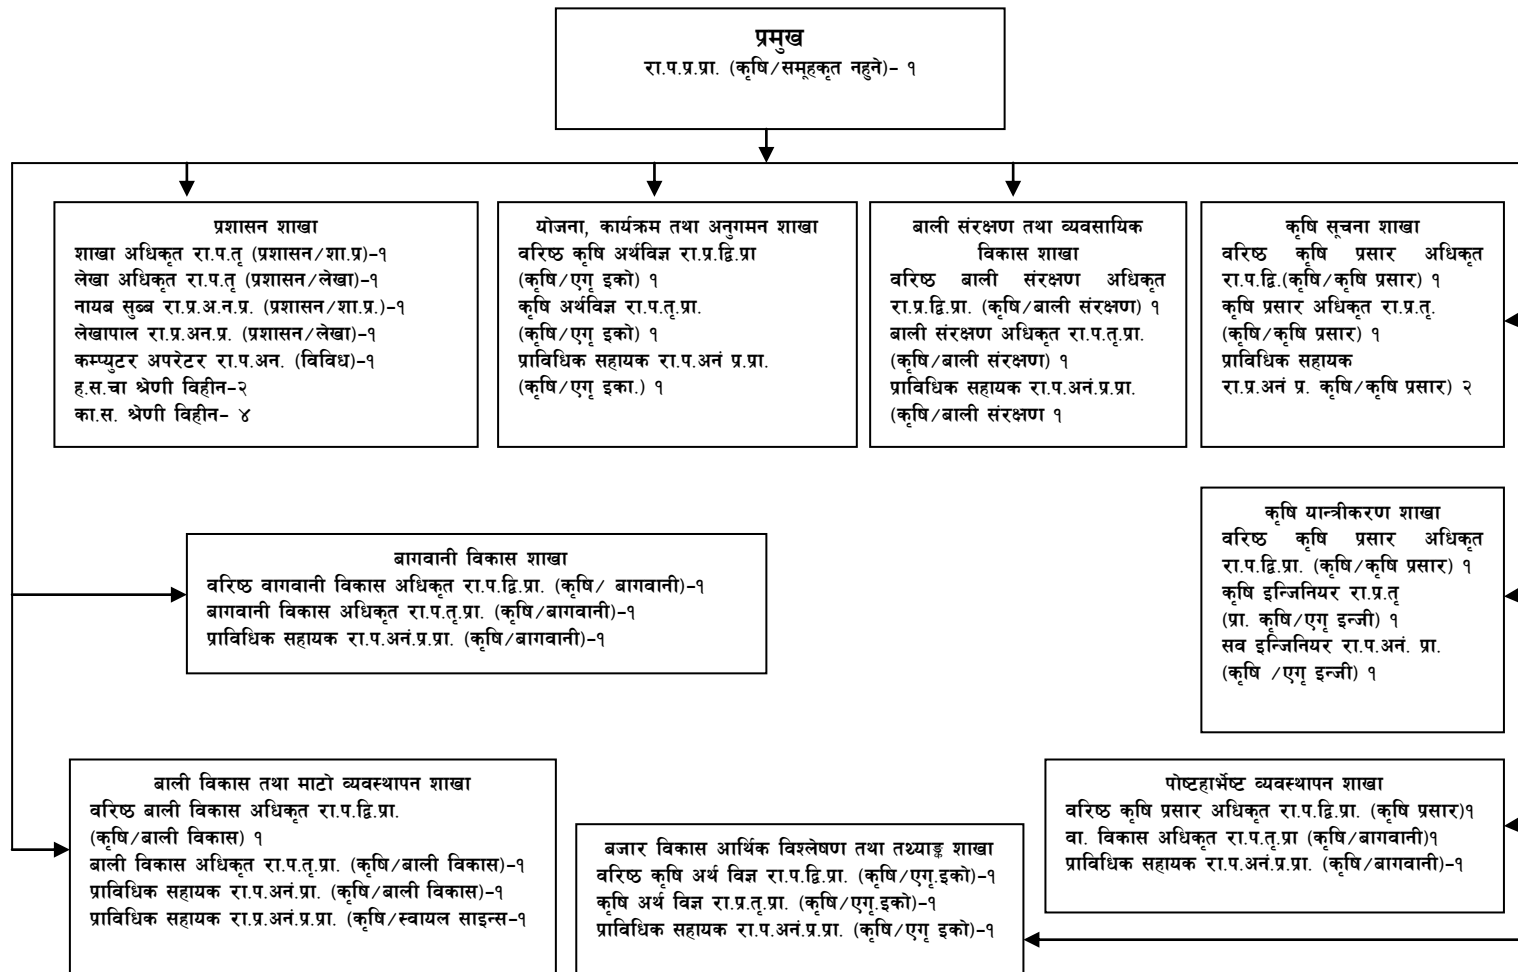 प्रमुख
रा.प.प्र.प्रा. (कृषि/समूहकृत नहुने)- १
प्रशासन शाखा
शाखा अधिकृत रा.प.तृ (प्रशासन/शा.प्र)-१
लेखा अधिकृत रा.प.तृ (प्रशासन/लेखा)-१
नायब सुब्ब रा.प्र.अ.न.प्र. (प्रशासन/शा.प्र.)-१
लेखापाल रा.प्र.अन.प्र. (प्रशासन/लेखा)-१
कम्प्युटर अपरेटर रा.प.अन. (विविध)-१
ह.स.चा श्रेणी विहीन-२
का.स. श्रेणी विहीन- ४
योजना, कार्यक्रम तथा अनुगमन शाखा
वरिष्ठ कृषि अर्थविज्ञ रा.प्र.द्वि.प्रा
(कृषि/एगृ इको) १
कृषि अर्थविज्ञ रा.प.तृ.प्रा.
(कृषि/एगृ इको) १
प्राविधिक सहायक रा.प.अनं प्र.प्रा.
(कृषि/एगृ इका.) १
बाली संरक्षण तथा व्यवसायिक
विकास शाखा
वरिष्ठ बाली संरक्षण अधिकृत
रा.प्र.द्वि.प्रा. (कृषि/बाली संरक्षण) १
बाली संरक्षण अधिकृत रा.प.तृ.प्रा.
(कृषि/बाली संरक्षण) १
प्राविधिक सहायक रा.प.अनं.प्र.प्रा.
(कृषि/बाली संरक्षण १
कृषि सूचना शाखा
वरिष्ठ कृषि प्रसार अधिकृत
रा.प.द्वि.(कृषि/कृषि प्रसार) १
कृषि प्रसार अधिकृत रा.प्र.तृ.
(कृषि/कृषि प्रसार) १
प्राविधिक सहायक
रा.प्र.अनं प्र. कृषि/कृषि प्रसार) २
कृषि यान्त्रीकरण शाखा
वरिष्ठ कृषि प्रसार अधिकृत
रा.प.द्वि.प्रा. (कृषि/कृषि प्रसार) १
कृषि इन्जिनियर रा.प्र.तृ
(प्रा. कृषि/एगृ इन्जी) १
सव इन्जिनियर रा.प.अनं. प्रा.
(कृषि /एगृ इन्जी) १
बागवानी विकास शाखा
वरिष्ठ वागवानी विकास अधिकृत रा.प.द्वि.प्रा. (कृषि/ बागवानी)-१
बागवानी विकास अधिकृत रा.प.तृ.प्रा. (कृषि/बागवानी)-१
प्राविधिक सहायक रा.प.अनं.प्र.प्रा. (कृषि/बागवानी)-१
बाली विकास तथा माटो व्यवस्थापन शाखा
वरिष्ठ बाली विकास अधिकृत रा.प.द्वि.प्रा.
(कृषि/बाली विकास) १
बाली विकास अधिकृत रा.प.तृ.प्रा. (कृषि/बाली विकास)-१
प्राविधिक सहायक रा.प.अनं.प्रा. (कृषि/बाली विकास)-१
प्राविधिक सहायक रा.प्र.अनं.प्र.प्रा. (कृषि/स्वायल साइन्स-१
बजार विकास आर्थिक विश्लेषण तथा तथ्याङ्क शाखा
वरिष्ठ कृषि अर्थ विज्ञ रा.प.द्वि.प्रा. (कृषि/एगृ.इको)-१
कृषि अर्थ विज्ञ रा.प्र.तृ.प्रा. (कृषि/एगृ.इको)-१
प्राविधिक सहायक रा.प.अनं.प्र.प्रा. (कृषि/एगृ इको)-१
पोष्टहार्भेष्ट व्यवस्थापन शाखा
वरिष्ठ कृषि प्रसार अधिकृत रा.प.द्वि.प्रा. (कृषि प्रसार)१
वा. विकास अधिकृत रा.प.तृ.प्रा (कृषि/बागवानी)१
प्राविधिक सहायक रा.प.अनं.प्र.प्रा. (कृषि/बागवानी)-१